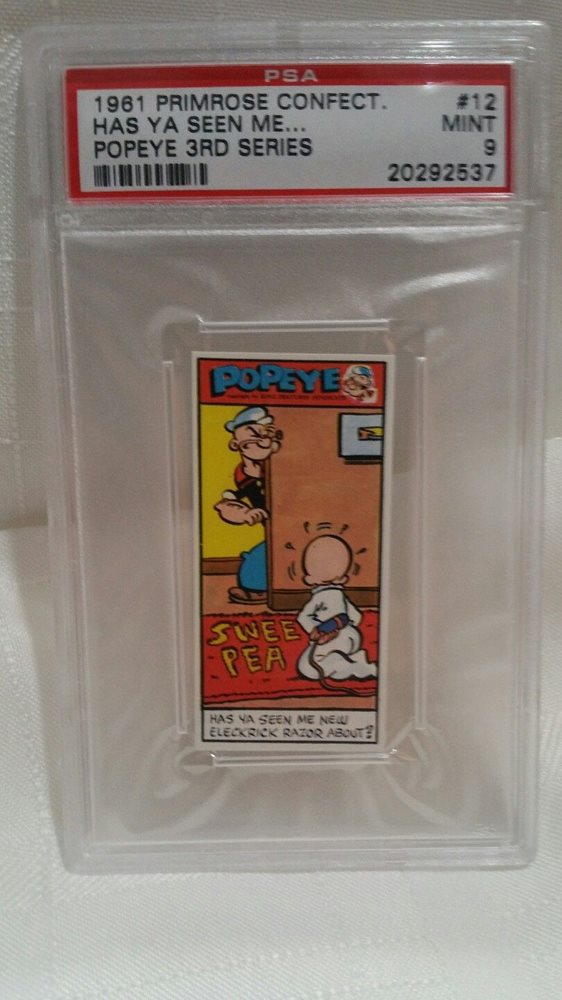 PSA
1961 PRIMROSE CONFECT. #12
HAS YA SEEN ME... MINT
POPEYE 3RD SERIES 9
20292537
POPEYE
SWEE
PEA
HAS YA SEEN ME NEW
ELECKRICK RAZOR ABOUT?